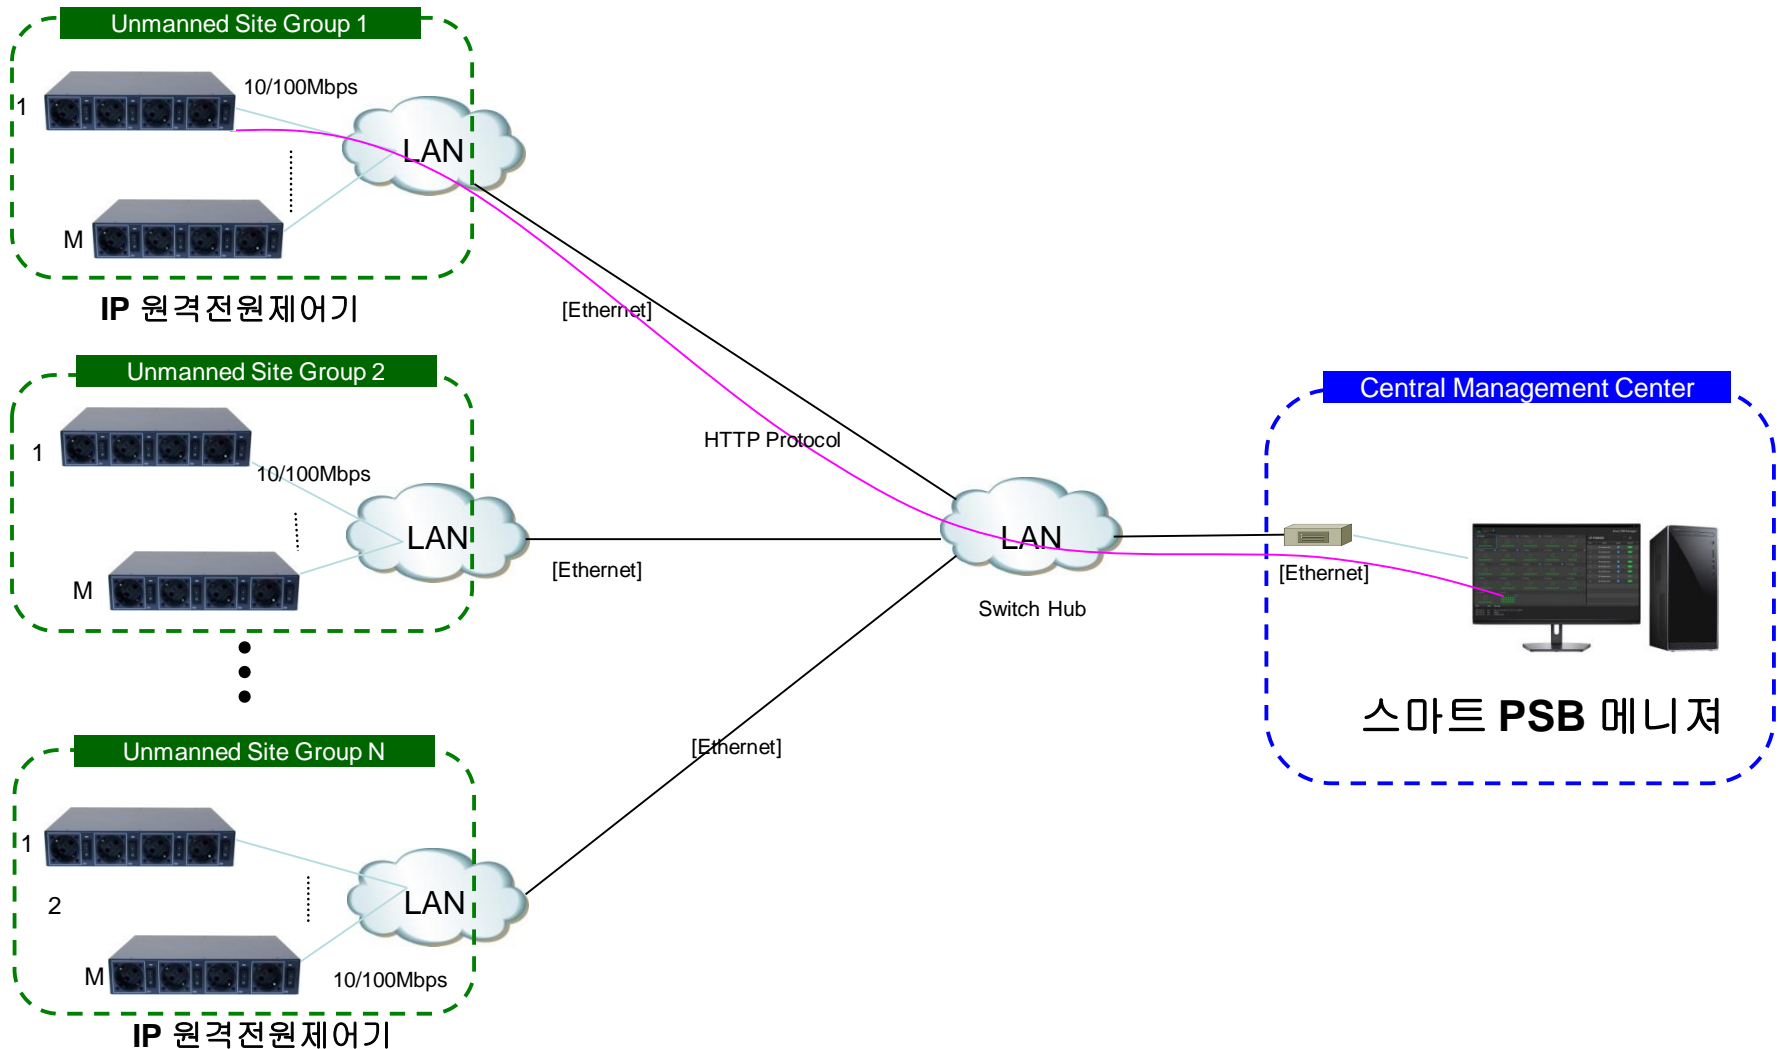 Unmanned Site Group 1
10/100Mbps
1
LAN
M
IP 원격전원제어기
[Ethernet]
Unmanned Site Group 2
Central Management Center
1
10/100Mbps
HTTP Protocol
LAN
LAN
[Ethernet]
[Ethernet]
M
Switch Hub
스마트 PSB 메니져
Unmanned Site Group N
[Ethernet]
1
2
LAN
M
10/100Mbps
IP 원격전원제어기